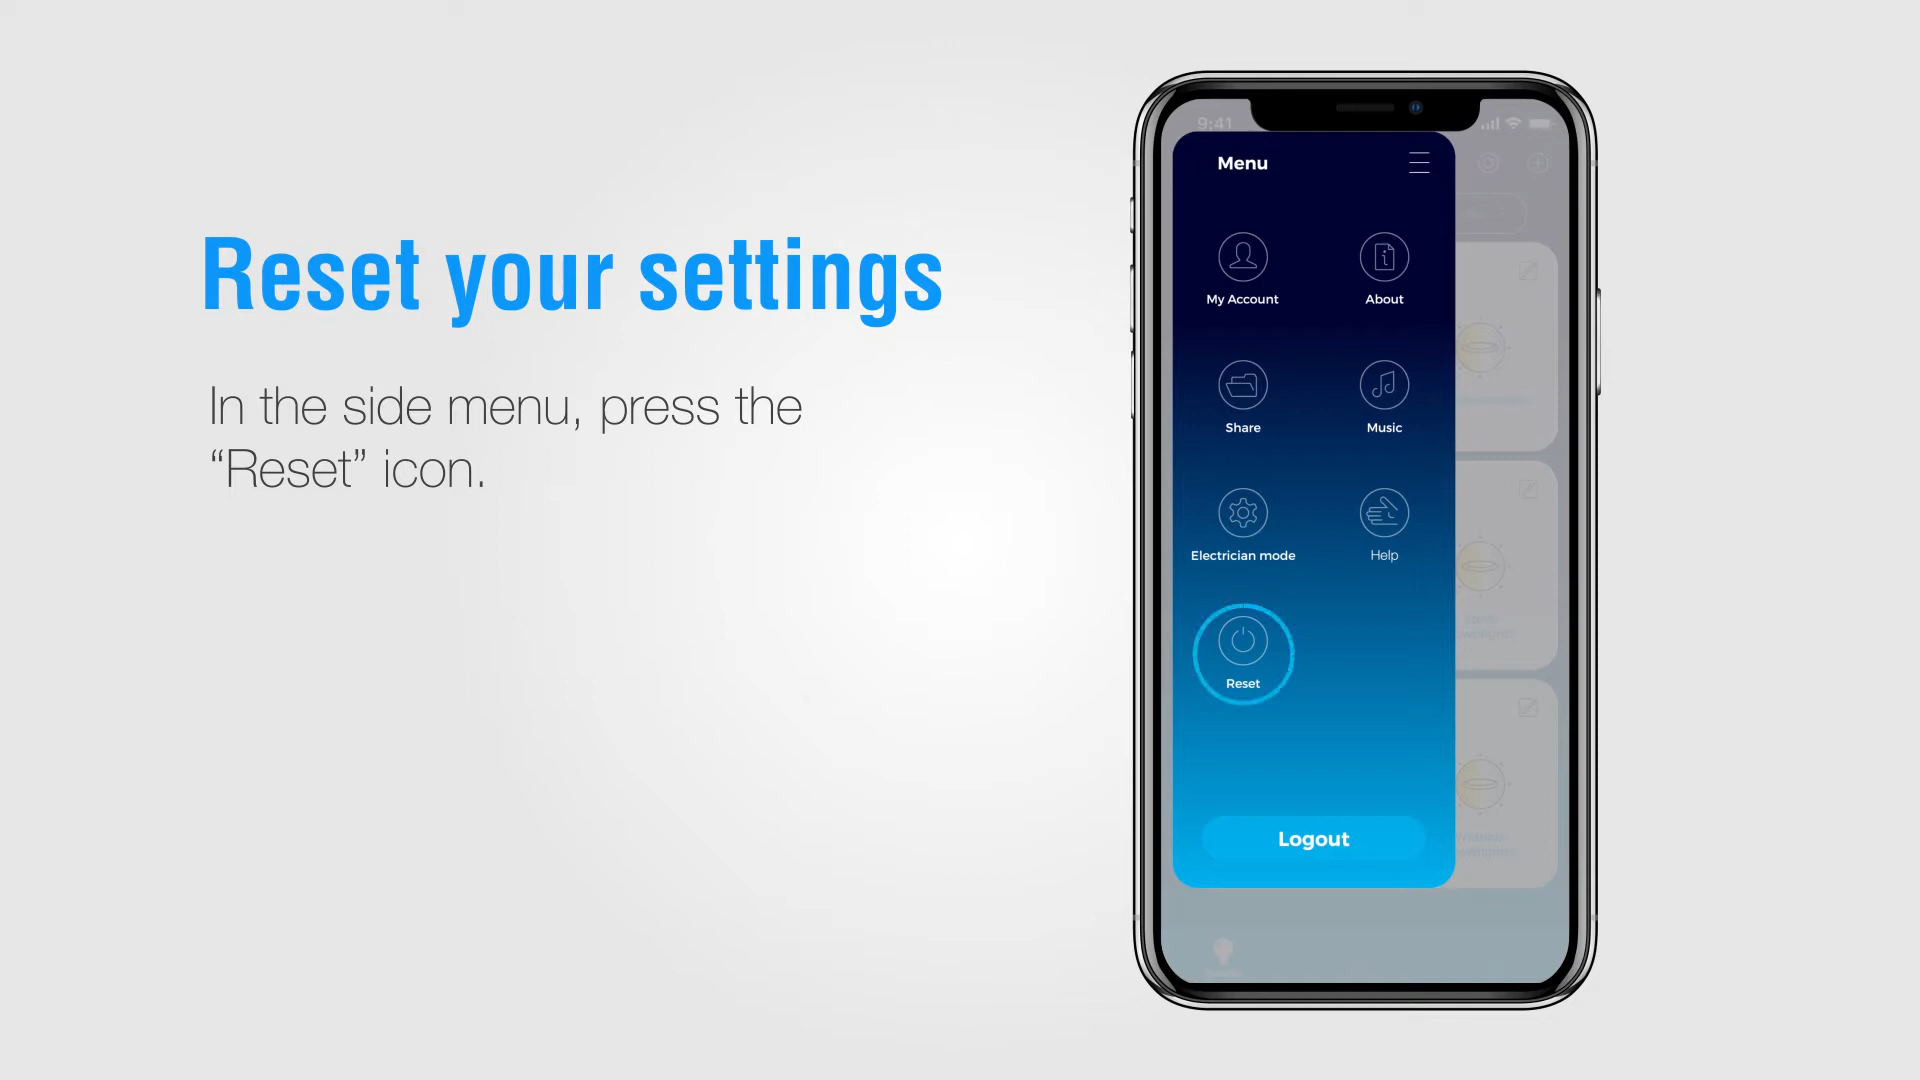 Reset your settings
In the side menu, press the
“Reset” icon.
9:41
Menu
My Account
About
Share
Music
Electrician mode
Help
Reset
Logout